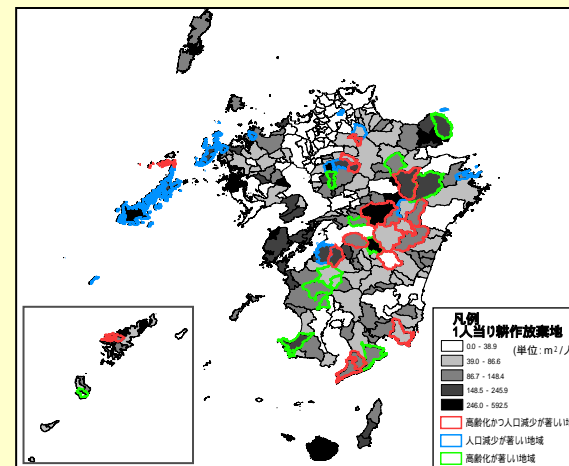 凡例
1人当り耕作放棄地
(単位：m²/人
0.0 - 38.9
39.0 - 86.6
86.7 - 148.4
148.5 - 245.9
246.0 - 592.5
高齢化かつ人口減少が著しい地
人口減少が著しい地域
高齢化が著しい地域